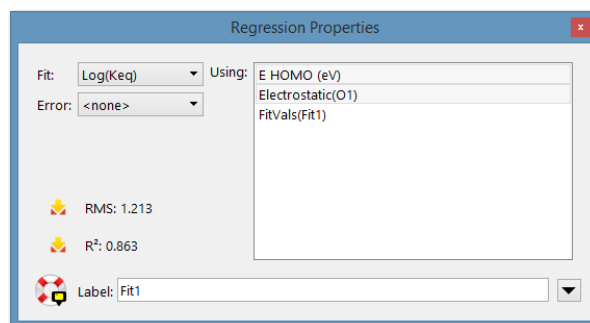 Regression Properties
x
Fit: Log(Keq) Using:
Error: <none>
E HOMO (eV)
Electrostatic(O1)
FitVals(Fit1)
RMS: 1.213
R²: 0.863
Label: Fit1